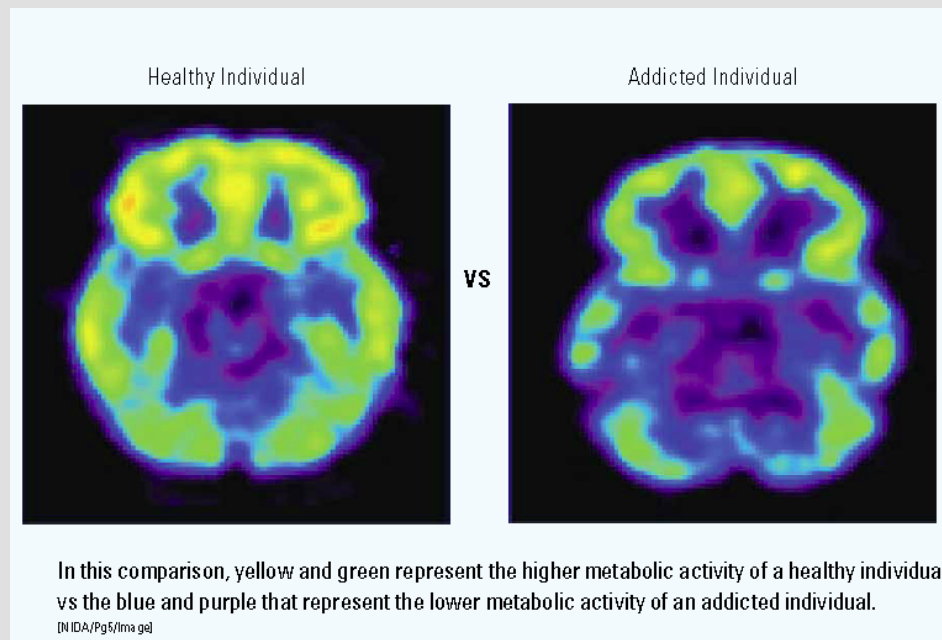 Healthy Individual
Addicted Individual
VS
In this comparison, yellow and green represent the higher metabolic activity of a healthy individua
vs the blue and purple that represent the lower metabolic activity of an addicted individual.
[NIDA/Pg5/Image]